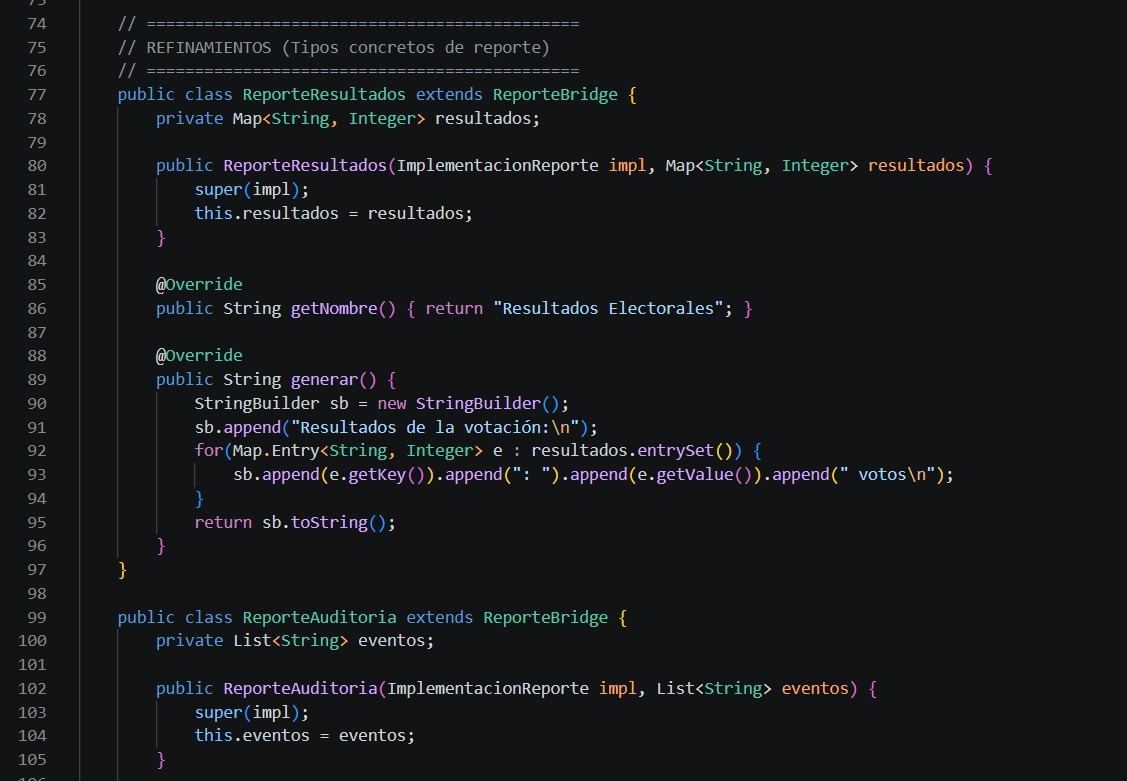 74 // =============================================
75 // REFINAMIENTOS (Tipos concretos de reporte)
76 // =============================================
77 public class ReporteResultados extends ReporteBridge {
78 private Map<String, Integer> resultados;
79
80 public ReporteResultados(ImplementacionReporte impl, Map<String, Integer> resultados) {
81 super(impl);
82 this.resultados = resultados;
83 }
84
85 @Override
86 public String getNombre() { return "Resultados Electorales"; }
87
88 @Override
89 public String generar() {
90 StringBuilder sb = new StringBuilder();
91 sb.append("Resultados de la votación:\n");
92 for(Map.Entry<String, Integer> e : resultados.entrySet()) {
93 sb.append(e.getKey()).append(": ").append(e.getValue()).append(" votos\n");
94 }
95 return sb.toString();
96 }
97 }
98
99 public class ReporteAuditoria extends ReporteBridge {
100 private List<String> eventos;
101
102 public ReporteAuditoria(ImplementacionReporte impl, List<String> eventos) {
103 super(impl);
104 this.eventos = eventos;
105 }